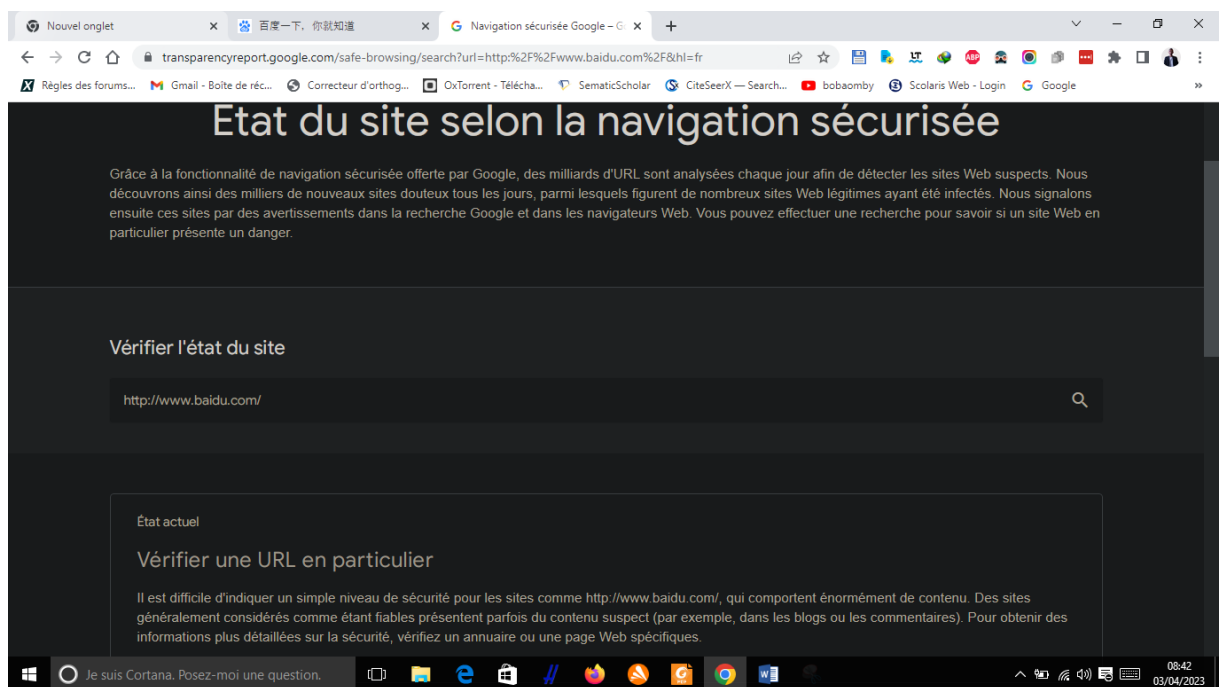 Nouvel onglet
百度一下，你就知道
Navigation sécurisée Google – G
transparencyreport.google.com/safe-browsing/search?url=http:%2F%2Fwww.baidu.com%2F&hl=fr
Règles des forums...
Gmail - Boîte de réc...
Correcteur d'orthog...
OxTorrent - Télécha...
SematicScholar
CiteSeerX — Search...
bobaomby
Scolaris Web - Login
Google
»
Etat du site selon la navigation sécurisée
Grâce à la fonctionnalité de navigation sécurisée offerte par Google, des milliards d'URL sont analysées chaque jour afin de détecter les sites Web suspects. Nous
découvrons ainsi des milliers de nouveaux sites douteux tous les jours, parmi lesquels figurent de nombreux sites Web légitimes ayant été infectés. Nous signalons
ensuite ces sites par des avertissements dans la recherche Google et dans les navigateurs Web. Vous pouvez effectuer une recherche pour savoir si un site Web en
particulier présente un danger.
Vérifier l'état du site
http://www.baidu.com/
État actuel
Vérifier une URL en particulier
Il est difficile d'indiquer un simple niveau de sécurité pour les sites comme http://www.baidu.com/, qui comportent énormément de contenu. Des sites
généralement considérés comme étant fiables présentent parfois du contenu suspect (par exemple, dans les blogs ou les commentaires). Pour obtenir des
informations plus détaillées sur la sécurité, vérifiez un annuaire ou une page Web spécifiques.
Je suis Cortana. Posez-moi une question.
08:42
03/04/2023